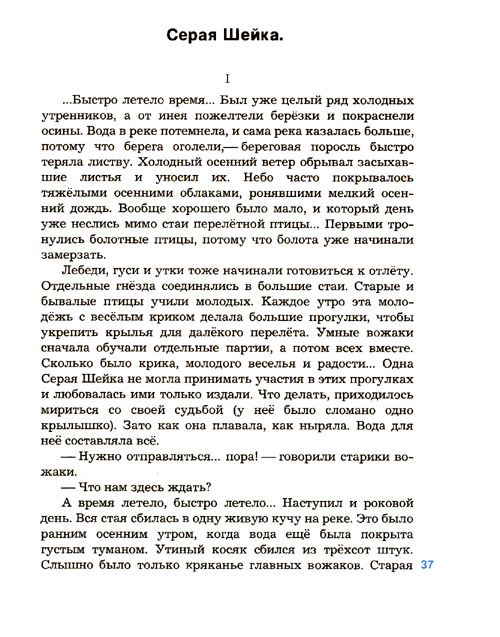 Серая Шейка.
I
...Быстро летело время... Был уже целый ряд холодных
утренников, а от инея пожелтели берёзки и покраснели
осины. Вода в реке потемнела, и сама река казалась больше,
потому что берега оголели,— береговая поросль быстро
теряла листву. Холодный осенний ветер обрывал засыхав-
шие листья и уносил их. Небо часто покрывалось
тяжёлыми осенними облаками, ронявшими мелкий осен-
ний дождь. Вообще хорошего было мало, и который день
уже неслись мимо стаи перелётной птицы... Первыми тро-
нулись болотные птицы, потому что болота уже начинали
замерзать.
Лебеди, гуси и утки тоже начинали готовиться к отлёту.
Отдельные гнёзда соединялись в большие стаи. Старые и
бывалые птицы учили молодых. Каждое утро эта моло-
дёжь с весёлым криком делала большие прогулки, чтобы
укрепить крылья для далёкого перелёта. Умные вожаки
сначала обучали отдельные партии, а потом всех вместе.
Сколько было крика, молодого веселья и радости... Одна
Серая Шейка не могла принимать участия в этих прогулках
и любовалась ими только издали. Что делать, приходилось
мириться со своей судьбой (у неё было сломано одно
крылышко). Зато как она плавала, как ныряла. Вода для
неё составляла всё.
— Нужно отправляться... пора! — говорили старики во-
жаки.
— Что нам здесь ждать?
А время летело, быстро летело... Наступил и роковой
день. Вся стая сбилась в одну живую кучу на реке. Это было
ранним осенним утром, когда вода ещё была покрыта
густым туманом. Утиный косяк сбился из трёхсот штук.
Слышно было только кряканье главных вожаков. Старая 37